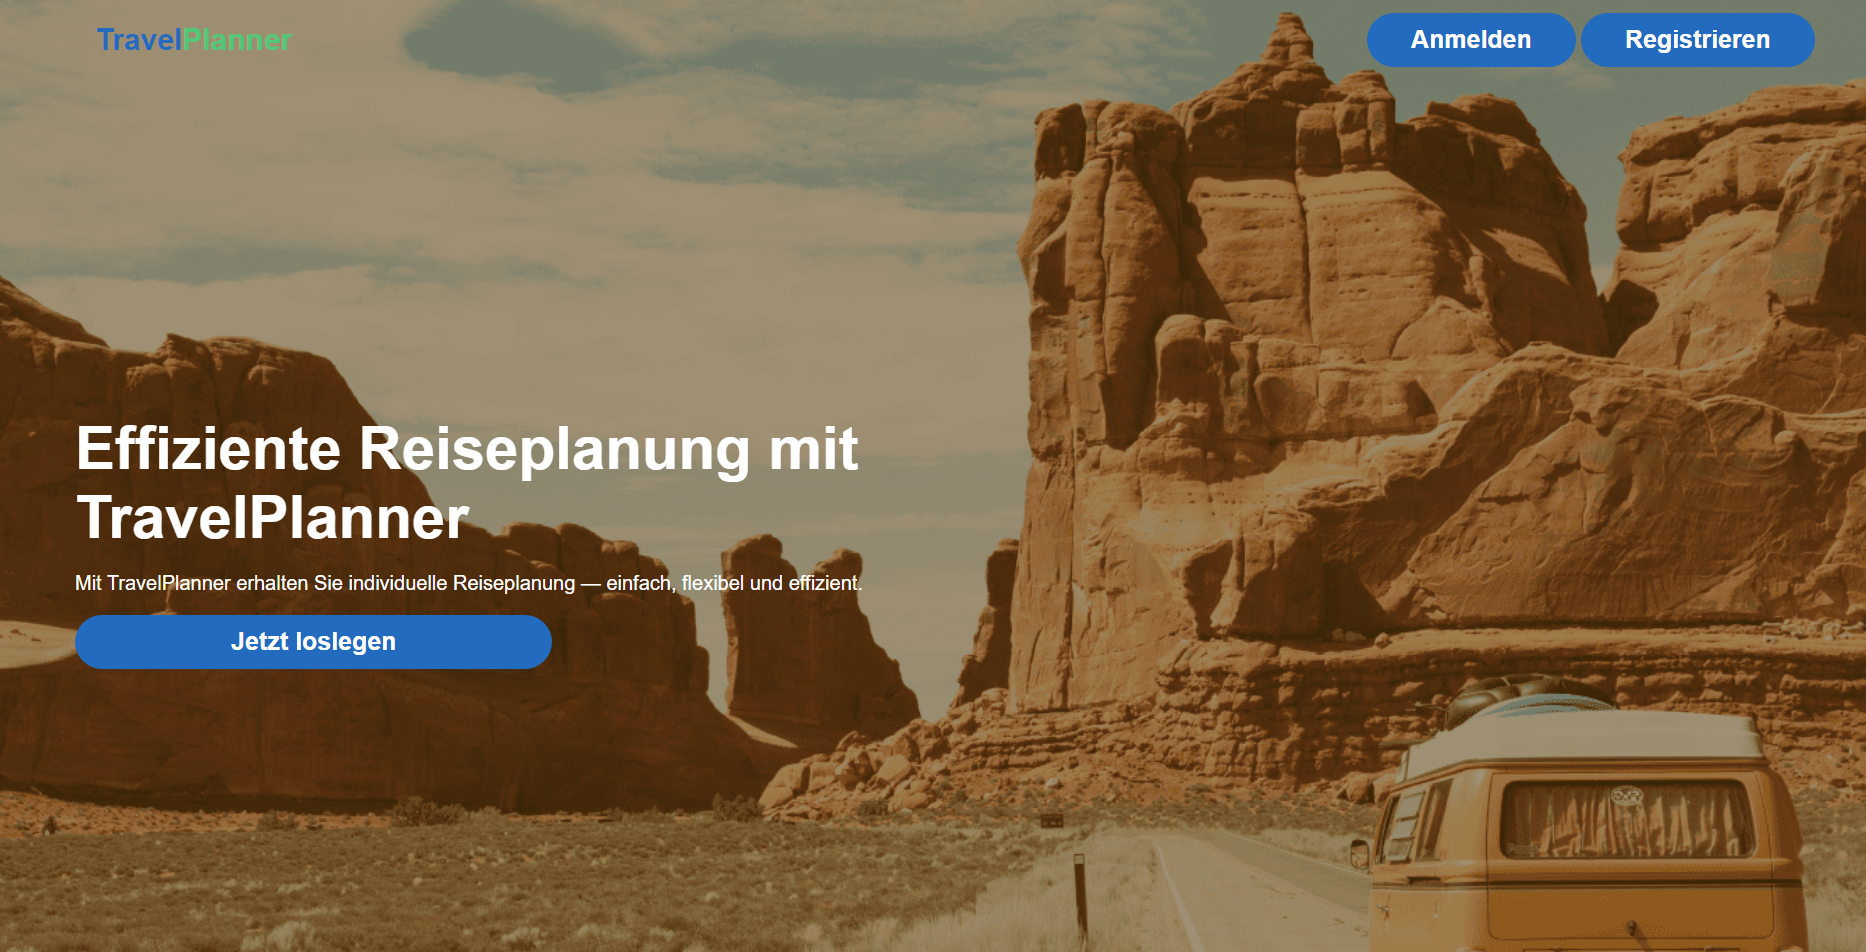 TravelPlanner
Anmelden
Registrieren
Effiziente Reiseplanung mit
TravelPlanner
Mit TravelPlanner erhalten Sie individuelle Reiseplanung — einfach, flexibel und effizient.
Jetzt loslegen